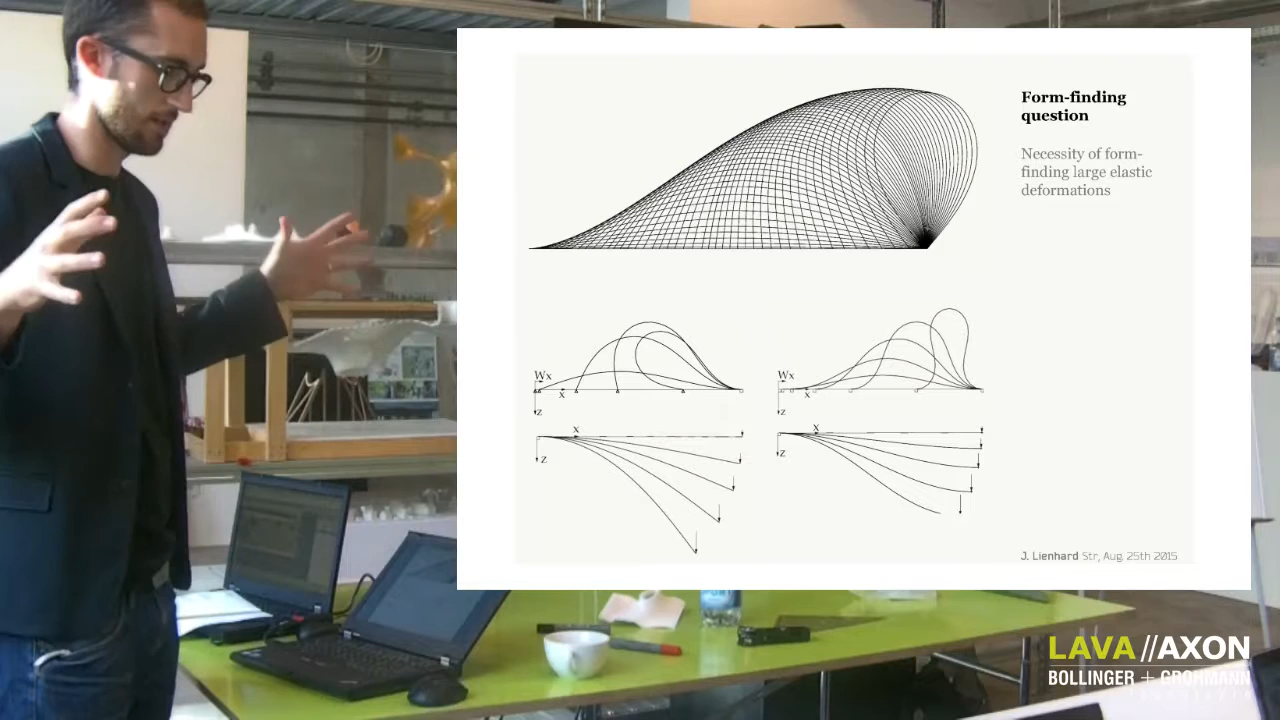 Form-finding
question
Necessity of form-
finding large elastic
deformations
Wx
x
z
Wx
x
z
x
z
x
z
J. Lienhard Str, Aug. 25th 2015
LAVA//AXON
BOLLINGER + GROHMANN